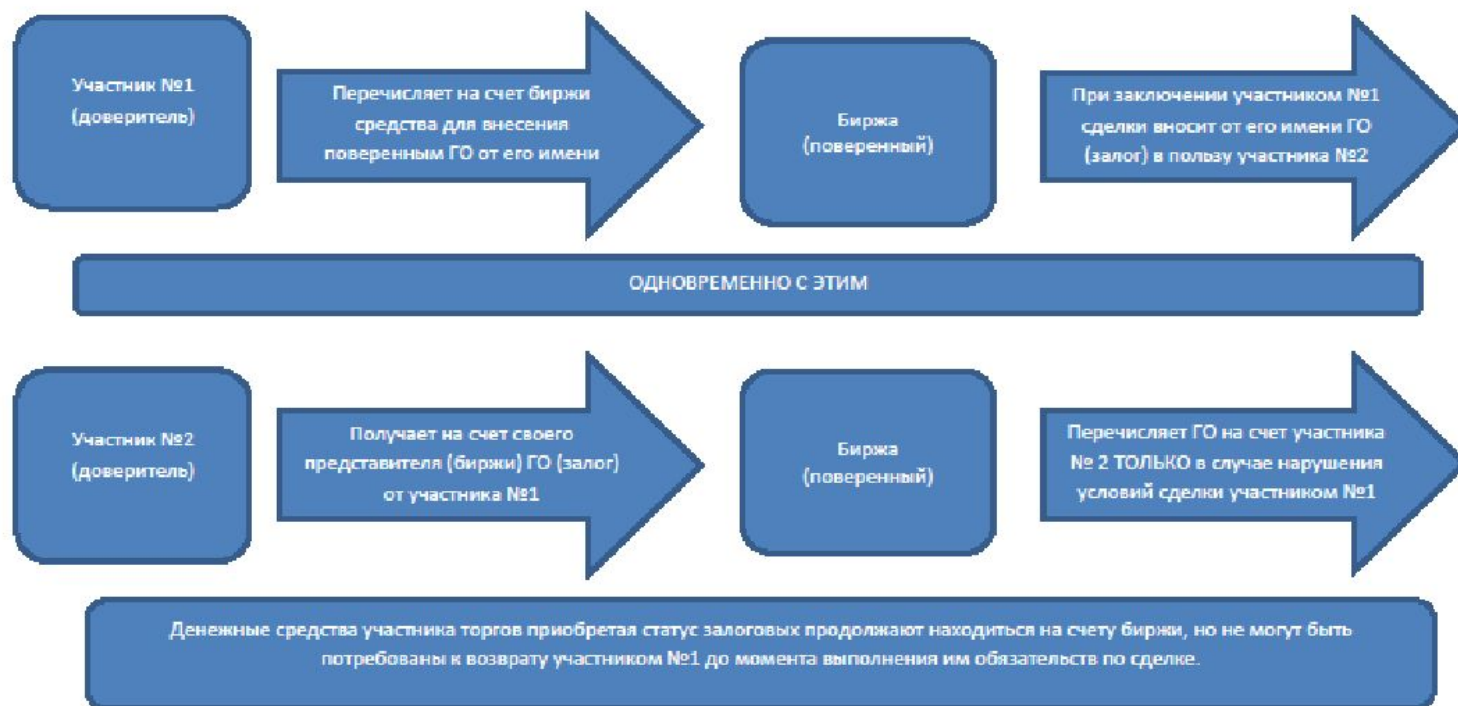 Участник №1
(доверитель)
Перечисляет на счет биржи
средства для внесения
поверенным ГО от его имени
Биржа
(поверенный)
При заключении участником №1
сделки вносит от его имени ГО
(залог) в пользу участника №2
ОДНОВРЕМЕННО С ЭТИМ
Участник №2
(доверитель)
Получает на счет своего
представителя (биржи) ГО (залог)
от участника №1
Биржа
(поверенный)
Перечисляет ГО на счет участника
№ 2 ТОЛЬКО в случае нарушения
условий сделки участником №1
Денежные средства участника торгов приобретая статус залоговых продолжают находиться на счету биржи, но не могут быть
потребованы к возврату участником №1 до момента выполнения им обязательств по сделке.